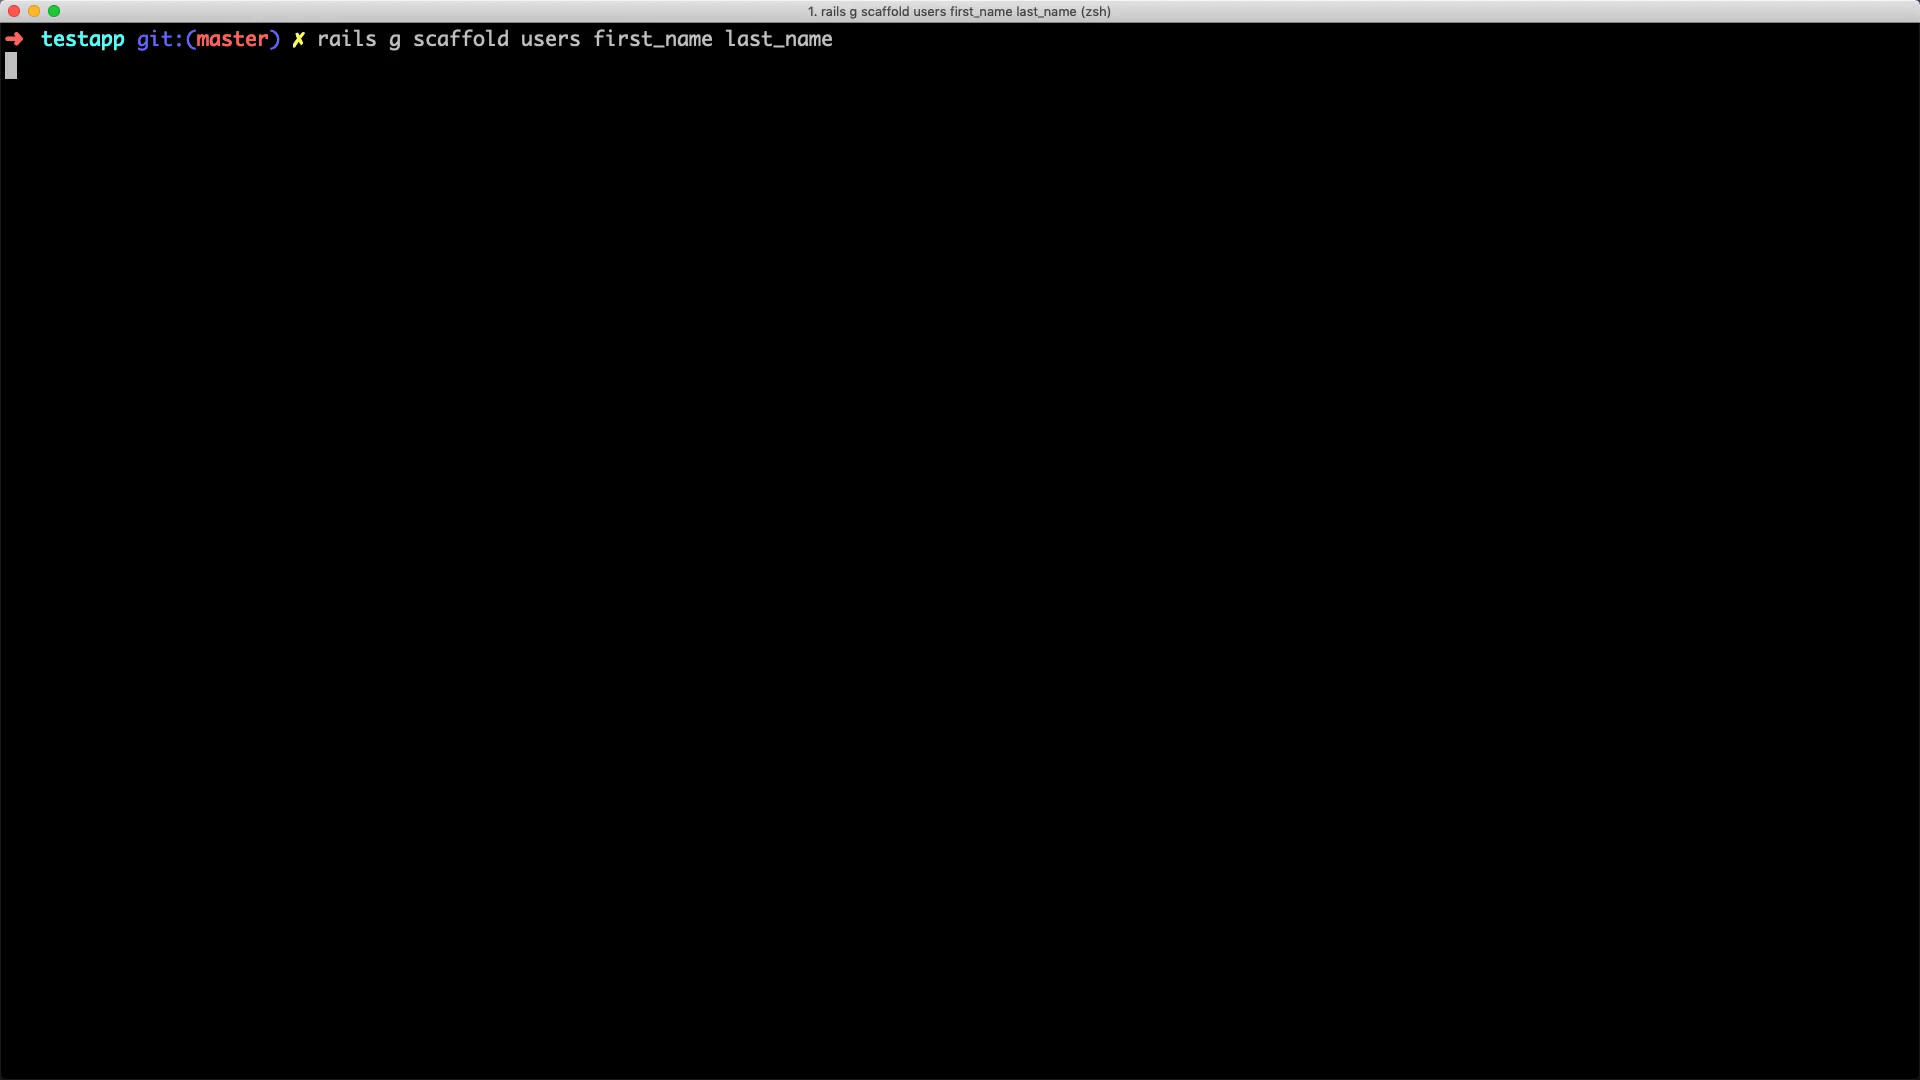 1. rails g scaffold users first_name last_name (zsh)
➜ testapp git:(master) ✗ rails g scaffold users first_name last_name